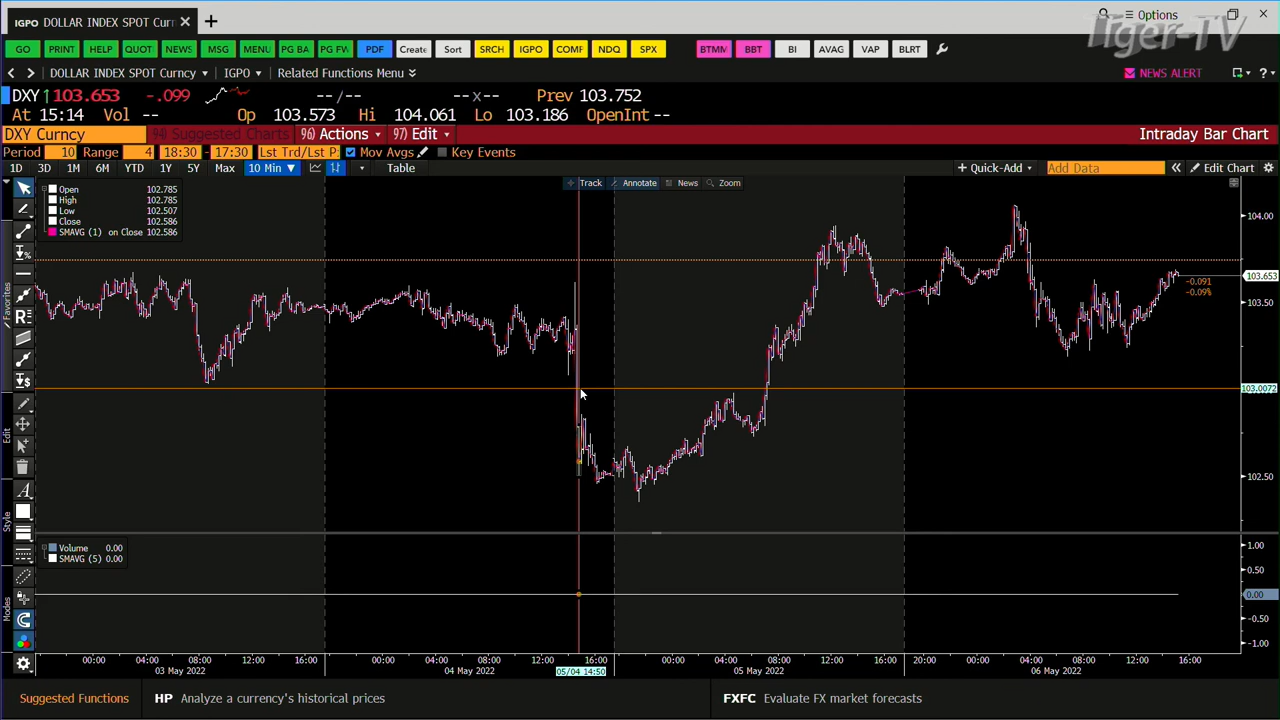 IGPO DOLLAR INDEX SPOT Curr
Options
Tiger-TV
GO PRINT HELP QUOT NEWS MSG MENU PG BA PG FW PDF Create Sort SRCH IGPO COMF NDQ SPX BTMM BBT BI AVAG VAP BLRT
DOLLAR INDEX SPOT Curncy IGPO Related Functions Menu NEWS ALERT ?
DXY ↑103.653 -.099 -- / -- -- x -- Prev 103.752
At 15:14 Vol -- Op 103.573 Hi 104.061 Lo 103.186 OpenInt --
DXY Curncy 94) Suggested Charts 96) Actions 97) Edit Intraday Bar Chart
Period 10 Range 4 18:30 - 17:30 Lst Trd/Lst P Mov Avgs Key Events
1D 3D 1M 6M YTD 1Y 5Y Max 10 Min ▼ Table + Quick-Add Add Data « Edit Chart
Track Annotate News Zoom
Open 102.785
High 102.785
Low 102.507
Close 102.586
SMAVG (1) on Close 102.586
104.00
103.653
-0.091
-0.09%
103.50
103.0072
102.50
Favorites
Edit
Style
Modes
Volume 0.00
SMAVG (5) 0.00
1.00
0.50
0.00
-0.50
-1.00
00:00 04:00 08:00 12:00 16:00 00:00 04:00 08:00 12:00 16:00 00:00 04:00 08:00 12:00 16:00 20:00 00:00 04:00 08:00 12:00 16:00
03 May 2022 04 May 2022 05/04 14:50 05 May 2022 06 May 2022
Suggested Functions HP Analyze a currency's historical prices FXFC Evaluate FX market forecasts